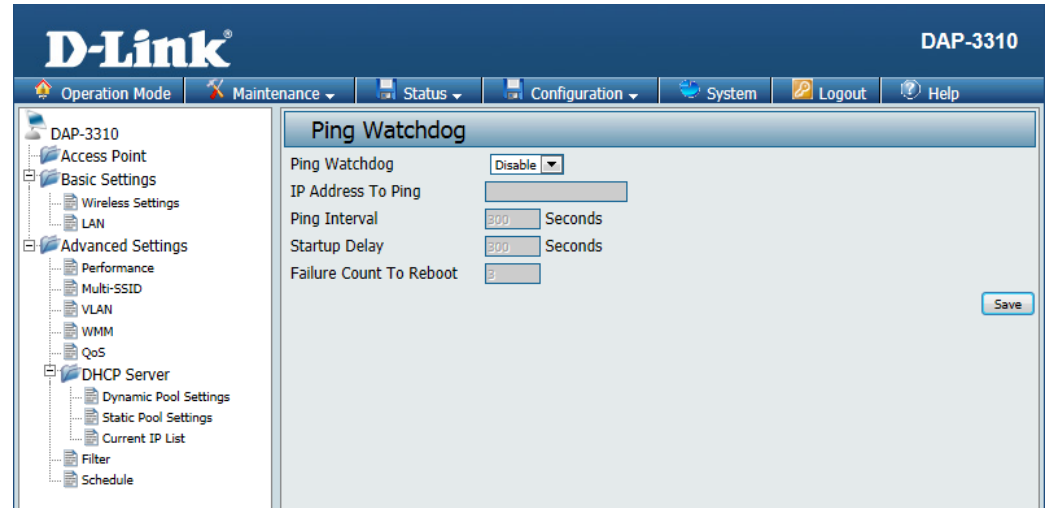 D-Link®
DAP-3310
Operation Mode Maintenance Status Configuration System Logout Help
DAP-3310
Access Point
Basic Settings
Wireless Settings
LAN
Advanced Settings
Performance
Multi-SSID
VLAN
WMM
QoS
DHCP Server
Dynamic Pool Settings
Static Pool Settings
Current IP List
Filter
Schedule
Ping Watchdog
Ping Watchdog Disable
IP Address To Ping
Ping Interval 300 Seconds
Startup Delay 300 Seconds
Failure Count To Reboot 3
Save